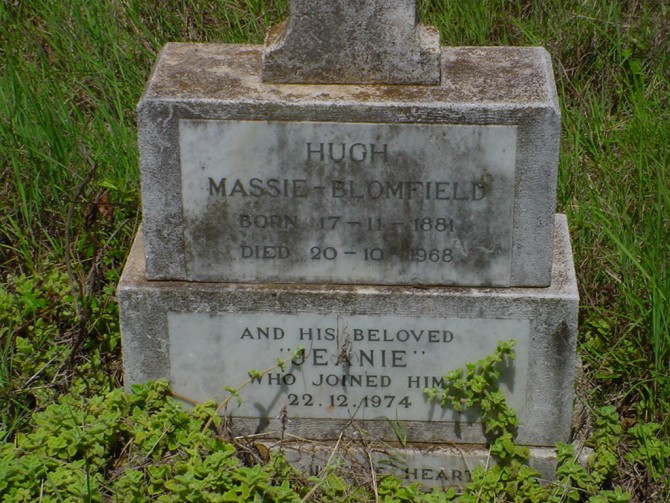 HUGH
MASSIE-BLOMFIELD
BORN 17-11-1881
DIED 20-10-1968
AND HIS BELOVED
"JEANIE"
WHO JOINED HIM
22.12.1974
HEART